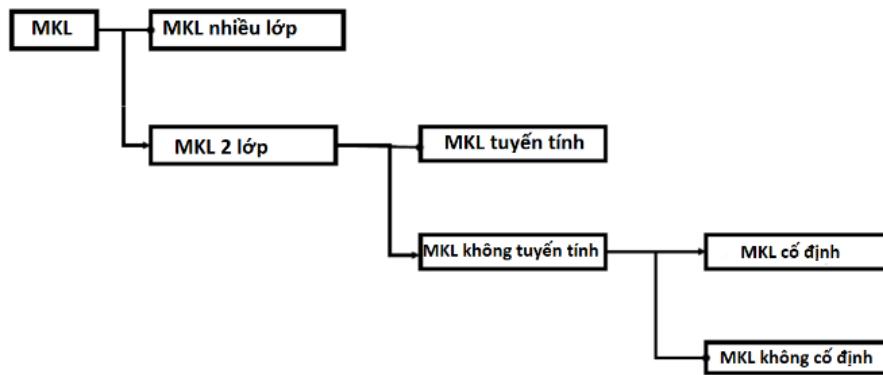 MKL
MKL nhiều lớp
MKL 2 lớp
MKL tuyến tính
MKL không tuyến tính
MKL cố định
MKL không cố định